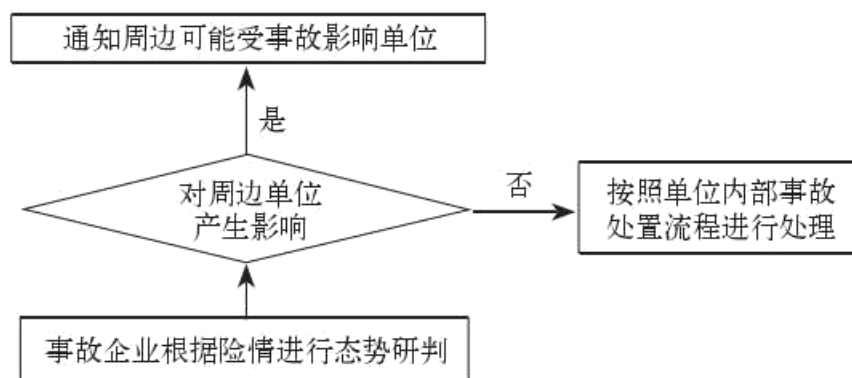 通知周边可能受事故影响单位
是
对周边单位
产生影响
否
按照单位内部事故
处置流程进行处理
事故企业根据险情进行态势研判